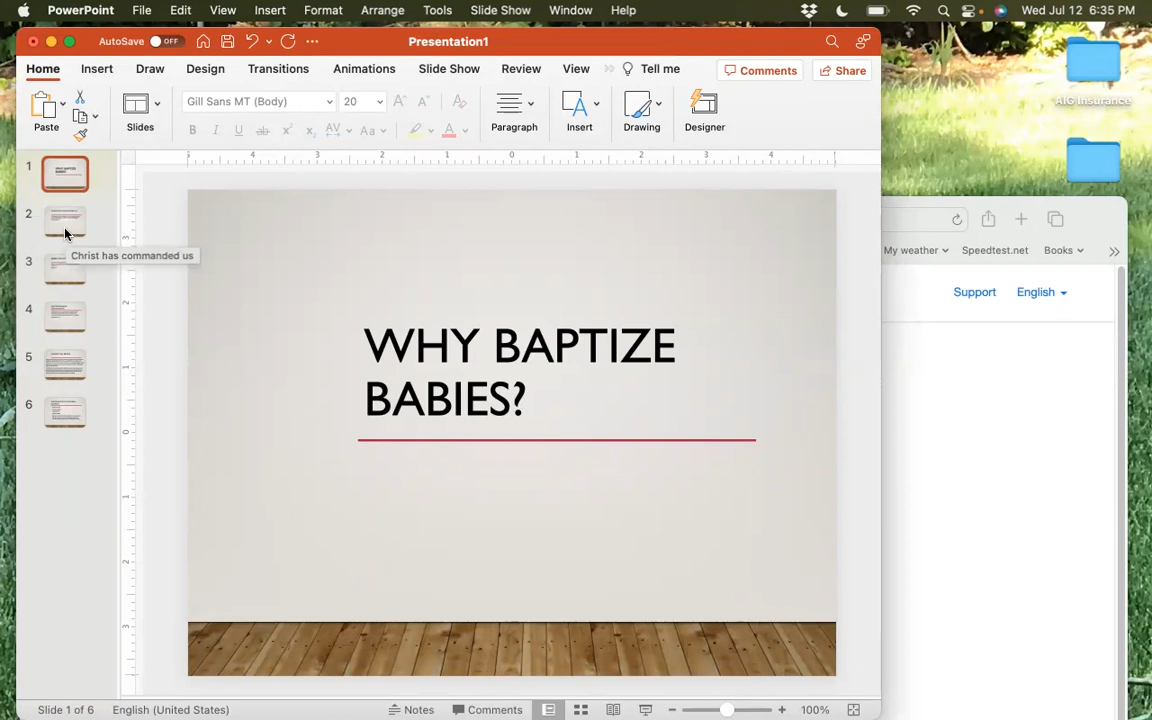 PowerPoint File Edit View Insert Format Arrange Tools Slide Show Window Help Wed Jul 12 6:35 PM
AutoSave OFF Presentation1
Home Insert Draw Design Transitions Animations Slide Show Review View Tell me Comments Share
Paste Slides Gill Sans MT (Body) 20 Paragraph Insert Drawing Designer
AIG Insurance
Christ has commanded us
1
2
3
4
5
6
WHY BAPTIZE
BABIES?
My weather Speedtest.net Books
Support English
Slide 1 of 6 English (United States) Notes Comments 100%